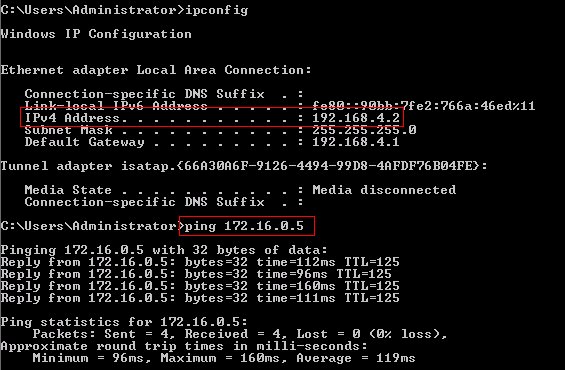 C:\Users\Administrator>ipconfig
Windows IP Configuration
Ethernet adapter Local Area Connection:
Connection-specific DNS Suffix  . :
Link-local IPv6 Address . . . . . : fe80::90bb:7fe2:766a:46ed%11
IPv4 Address. . . . . . . . . . . : 192.168.4.2
Subnet Mask . . . . . . . . . . . : 255.255.255.0
Default Gateway . . . . . . . . . : 192.168.4.1
Tunnel adapter isatap.{66A30A6F-9126-4494-99D8-4AFDF76B04FE}:
Media State . . . . . . . . . . . : Media disconnected
Connection-specific DNS Suffix  . :
C:\Users\Administrator>ping 172.16.0.5
Pinging 172.16.0.5 with 32 bytes of data:
Reply from 172.16.0.5: bytes=32 time=112ms TTL=125
Reply from 172.16.0.5: bytes=32 time=96ms TTL=125
Reply from 172.16.0.5: bytes=32 time=160ms TTL=125
Reply from 172.16.0.5: bytes=32 time=111ms TTL=125
Ping statistics for 172.16.0.5:
Packets: Sent = 4, Received = 4, Lost = 0 (0% loss),
Approximate round trip times in milli-seconds:
Minimum = 96ms, Maximum = 160ms, Average = 119ms